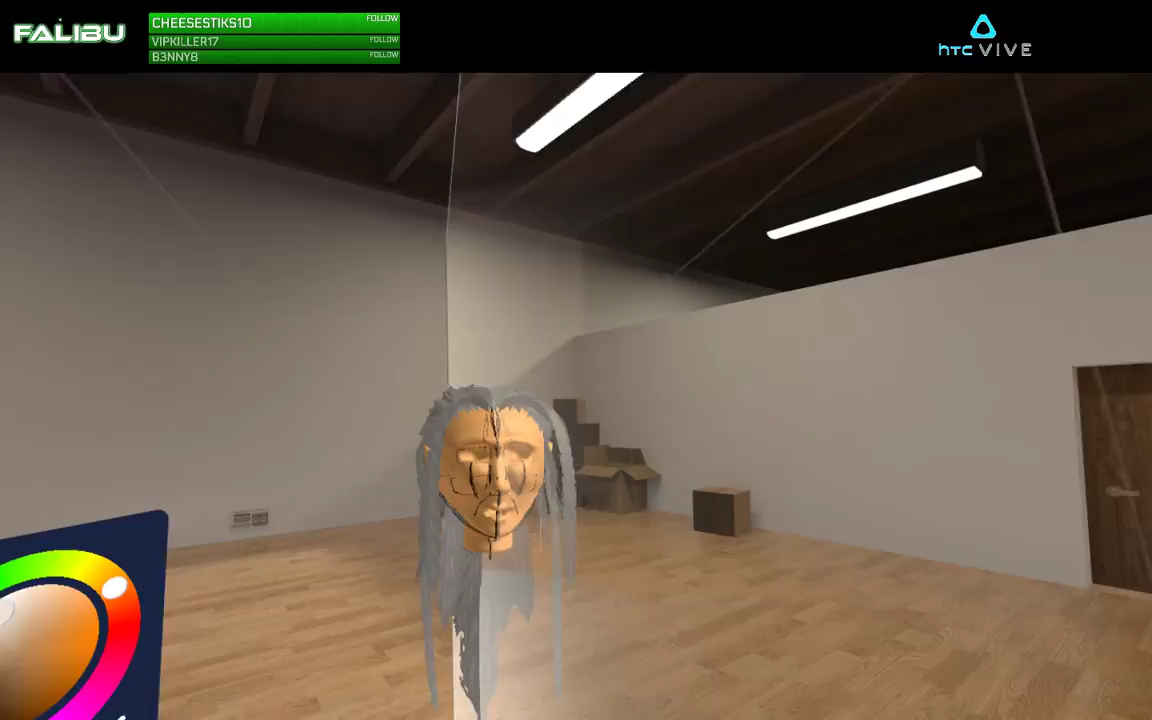 FALIBU
CHEESESTIKS10 FOLLOW
VIPKILLER17 FOLLOW
B3NNY8 FOLLOW
htc VIVE